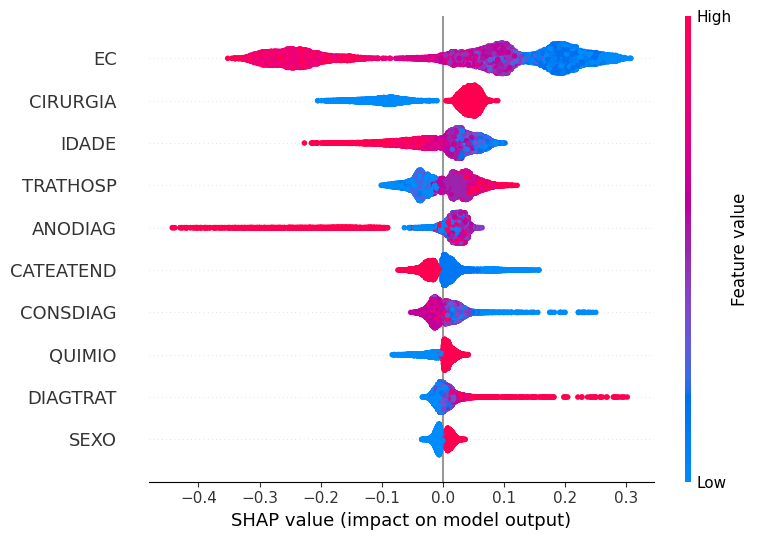 High
EC
CIRURGIA
IDADE
TRATHOSP
ANODIAG
CATEATEND
CONSDIAG
QUIMIO
DIAGTRAT
SEXO
Feature value
Low
−0.4 −0.3 −0.2 −0.1 0.0 0.1 0.2 0.3
SHAP value (impact on model output)